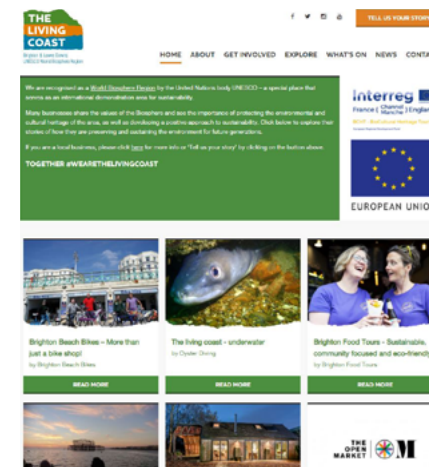 THE
LIVING
COAST
Brighton & Lewes Downs
UNESCO World Biosphere Region
TELL US YOUR STORY
HOME ABOUT GET INVOLVED EXPLORE WHAT'S ON NEWS CONTA
We are recognised as a World Biosphere Region by the United Nations body UNESCO – a special place that
serves as an international demonstration area for sustainability.
Many businesses share the values of the Biosphere and see the importance of protecting the environmental and
cultural heritage of the area, as well as developing a positive approach to sustainability. Click below to explore their
stories of how they are preserving and sustaining the environment for future generations.
If you are a local business, please click here for more info or 'Tell us your story' by clicking on the button above.
TOGETHER #WEARETHELIVINGCOAST
Interreg
France ( Channel Manche ) England
EUROPEAN UNIO
Brighton Beach Bikes – More than
just a bike shop!
by Brighton Beach Bikes
READ MORE
The living coast - underwater
by Oyster Diving
READ MORE
Brighton Food Tours - Sustainable,
community focused and eco-friendly
by Brighton Food Tours
READ MORE
THE
OPEN
MARKET
M